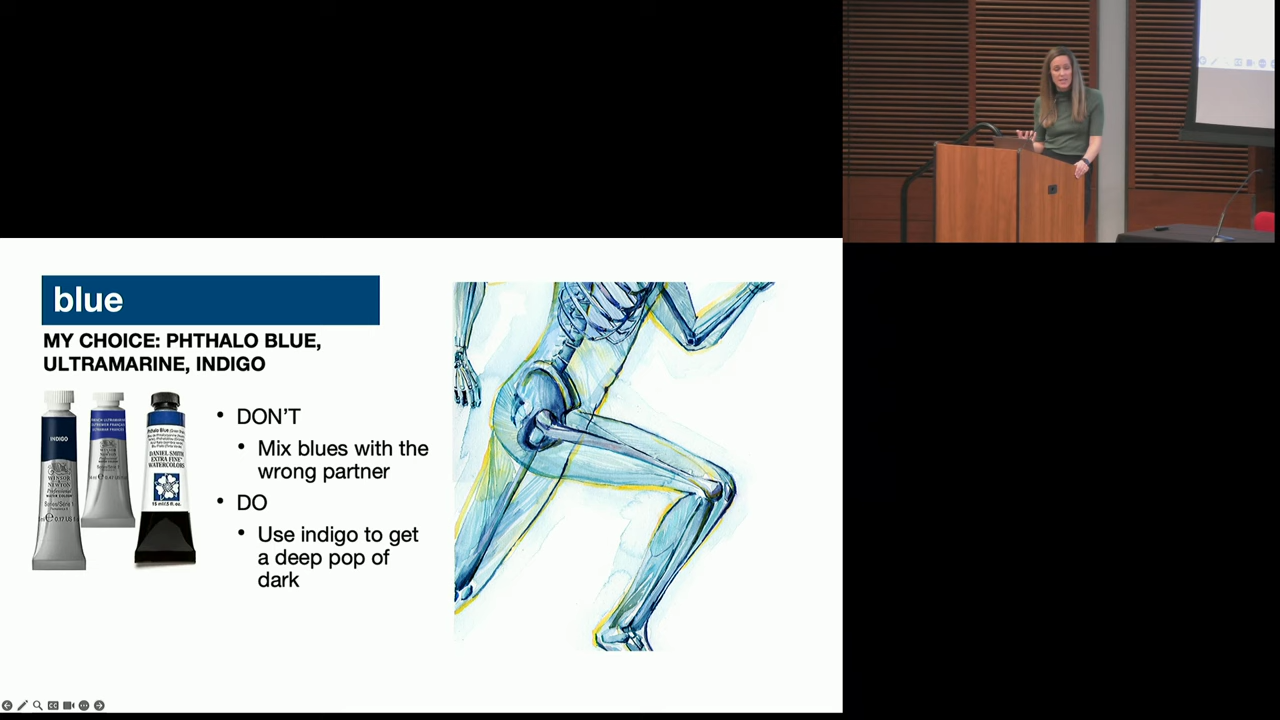 blue
MY CHOICE: PHTHALO BLUE,
ULTRAMARINE, INDIGO
• DON'T
• Mix blues with the
wrong partner
• DO
• Use indigo to get
a deep pop of
dark
INDIGO
WINSOR
& NEWTON
Phthalo Blue
DANIEL SMITH
EXTRA FINE
WATERCOLORS